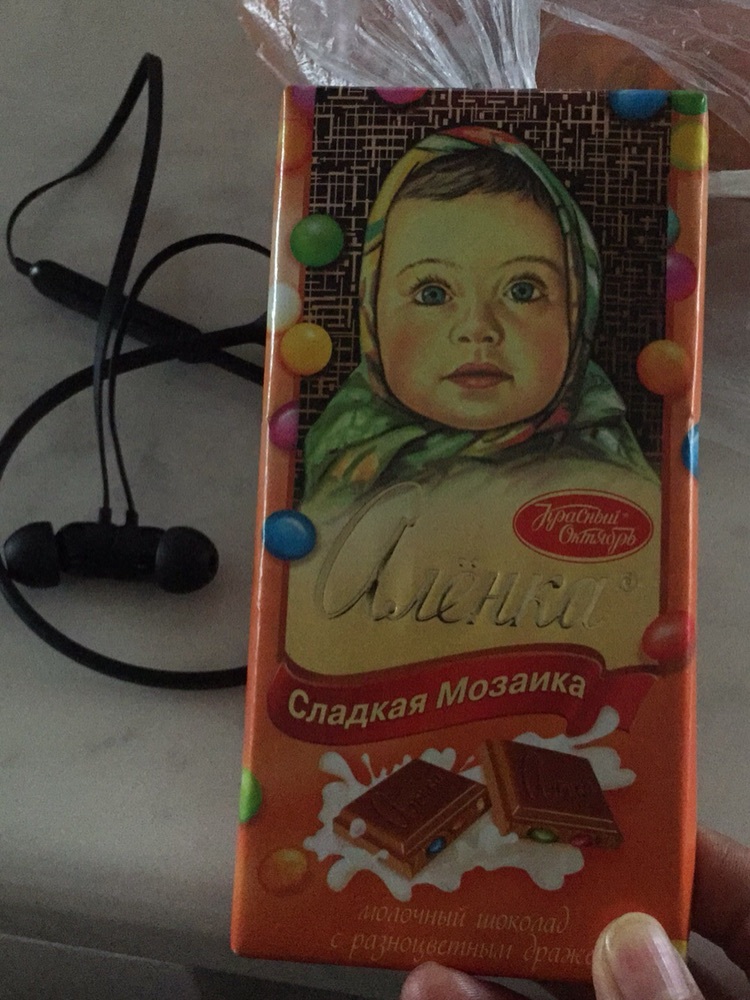 Красный
Октябрь
Алёнка®
Сладкая Мозаика
молочный шоколад
с разноцветным драже